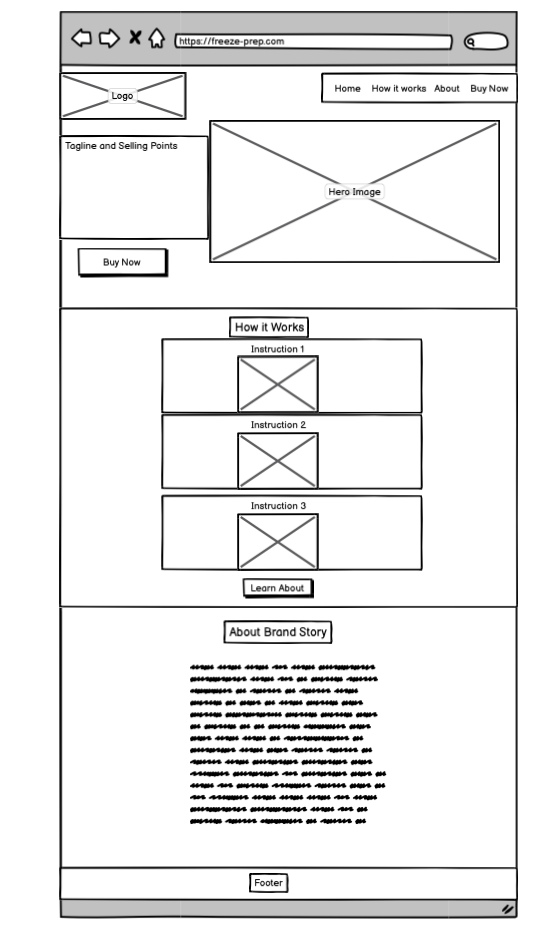 https://freeze-prep.com
Logo
Home How it works About Buy Now
Tagline and Selling Points
Hero Image
Buy Now
How it Works
Instruction 1
Instruction 2
Instruction 3
Learn About
About Brand Story
Footer